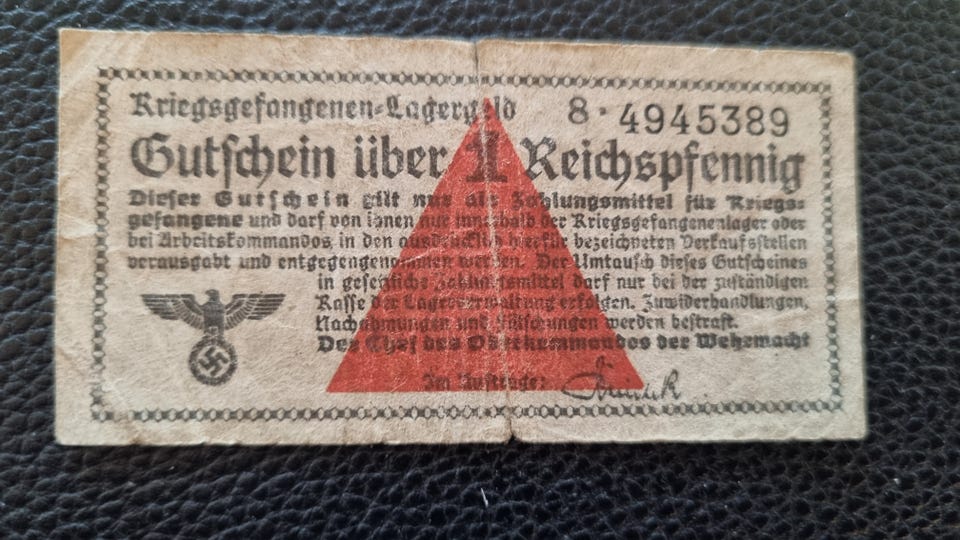 Kriegsgefangenen-Lagergeld 8 · 4945389
Gutschein über 1 Reichspfennig
Dieser Gutschein gilt nur als Zahlungsmittel für Kriegs-
gefangene und darf von ihnen nur innerhalb der Kriegsgefangenenlager oder
bei Arbeitskommandos in den ausdrücklich hierfür bezeichneten Verkaufsstellen
verausgabt und entgegengenommen werden. Der Umtausch dieses Gutscheines
in gesetzliche Zahlungsmittel darf nur bei der zuständigen
Kasse der Lagerverwaltung erfolgen. Zuwiderhandlungen,
Nachahmungen und Fälschungen werden bestraft.
Der Chef des Oberkommandos der Wehrmacht
Im Auftrage: